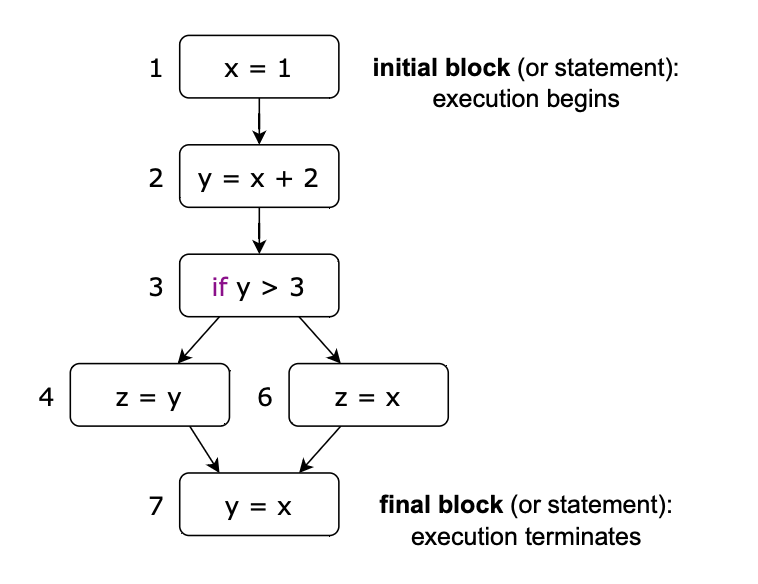 1
x = 1
initial block (or statement):
execution begins
2
y = x + 2
3
if y > 3
4
z = y
6
z = x
7
y = x
final block (or statement):
execution terminates